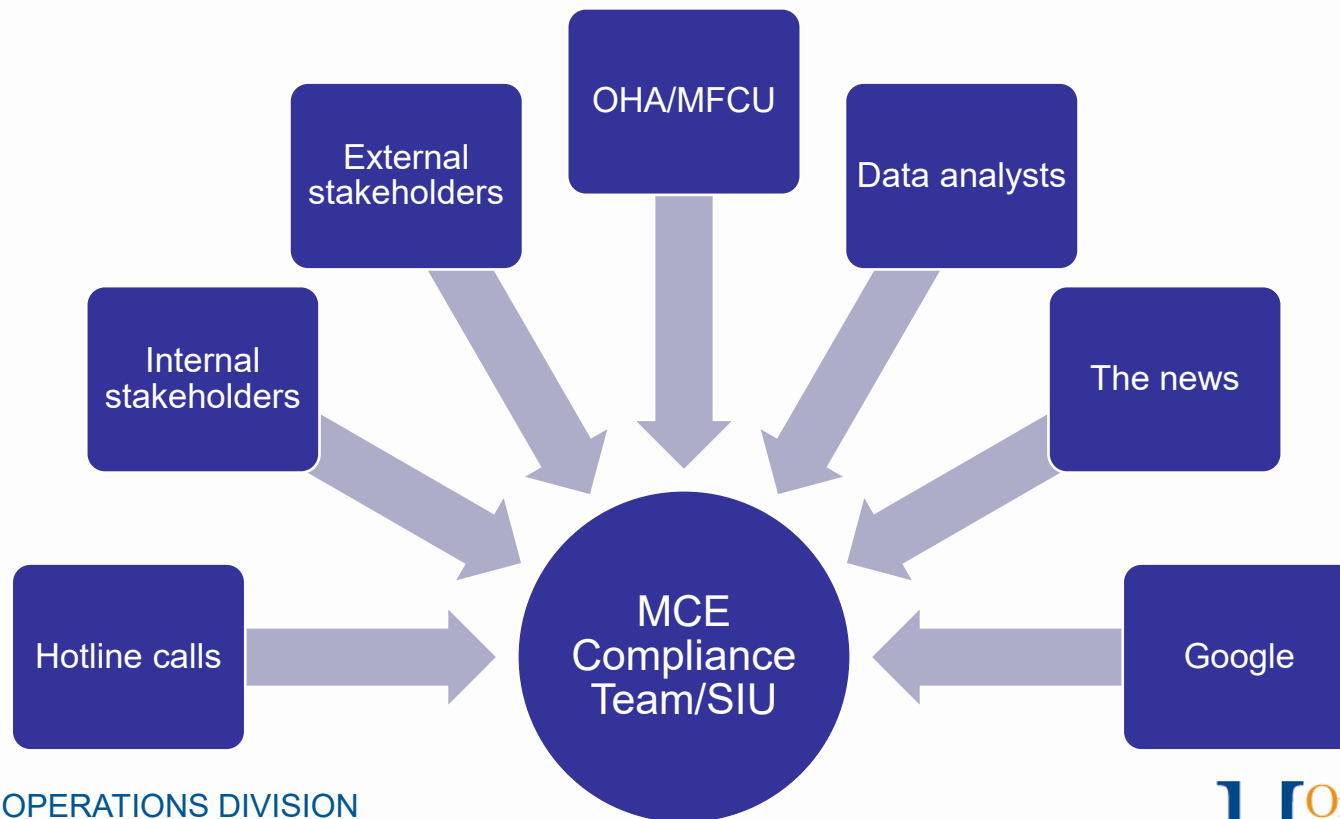 OHA/MFCU
External
stakeholders
Data analysts
Internal
stakeholders
The news
Hotline calls
MCE
Compliance
Team/SIU
Google
OPERATIONS DIVISION